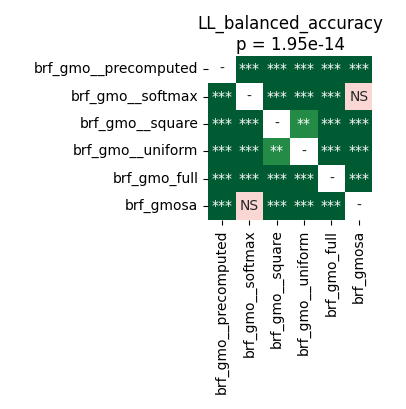 LL_balanced_accuracy
p = 1.95e-14
brf_gmo__precomputed - *** *** *** *** ***
brf_gmo__softmax *** - *** *** *** NS
brf_gmo__square *** *** - ** *** ***
brf_gmo__uniform *** *** ** - *** ***
brf_gmo_full *** *** *** *** - ***
brf_gmosa *** NS *** *** *** -
brf_gmo__precomputed
brf_gmo__softmax
brf_gmo__square
brf_gmo__uniform
brf_gmo_full
brf_gmosa